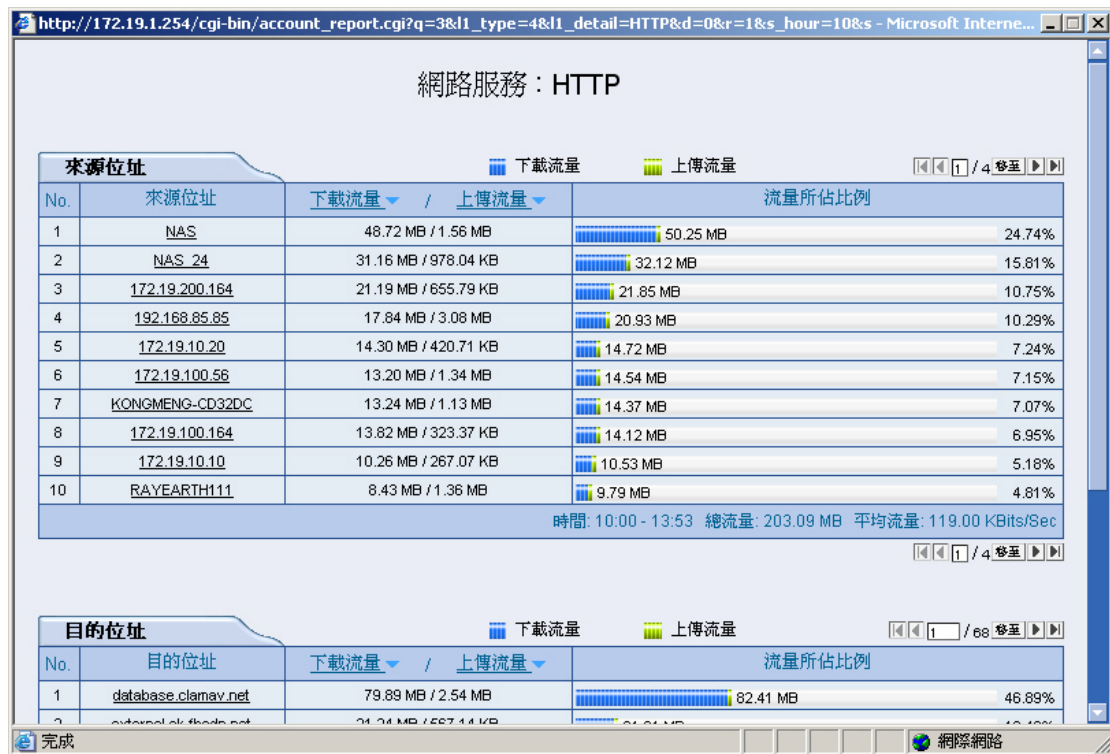 http://172.19.1.254/cgi-bin/account_report.cgi?q=3&l1_type=4&l1_detail=HTTP&d=0&r=1&s_hour=10&s - Microsoft Interne...
網路服務：HTTP
來源位址 下載流量 上傳流量 1 / 4 移至
No. 來源位址 下載流量 / 上傳流量 流量所佔比例
1 NAS 48.72 MB / 1.56 MB 50.25 MB 24.74%
2 NAS_24 31.16 MB / 978.04 KB 32.12 MB 15.81%
3 172.19.200.164 21.19 MB / 655.79 KB 21.85 MB 10.75%
4 192.168.85.85 17.84 MB / 3.08 MB 20.93 MB 10.29%
5 172.19.10.20 14.30 MB / 420.71 KB 14.72 MB 7.24%
6 172.19.100.56 13.20 MB / 1.34 MB 14.54 MB 7.15%
7 KONGMENG-CD32DC 13.24 MB / 1.13 MB 14.37 MB 7.07%
8 172.19.100.164 13.82 MB / 323.37 KB 14.12 MB 6.95%
9 172.19.10.10 10.26 MB / 267.07 KB 10.53 MB 5.18%
10 RAYEARTH111 8.43 MB / 1.36 MB 9.79 MB 4.81%
時間: 10:00 - 13:53 總流量: 203.09 MB 平均流量: 119.00 KBits/Sec
1 / 4 移至
目的位址 下載流量 上傳流量 1 / 68 移至
No. 目的位址 下載流量 / 上傳流量 流量所佔比例
1 database.clamav.net 79.89 MB / 2.54 MB 82.41 MB 46.89%
完成 網際網路